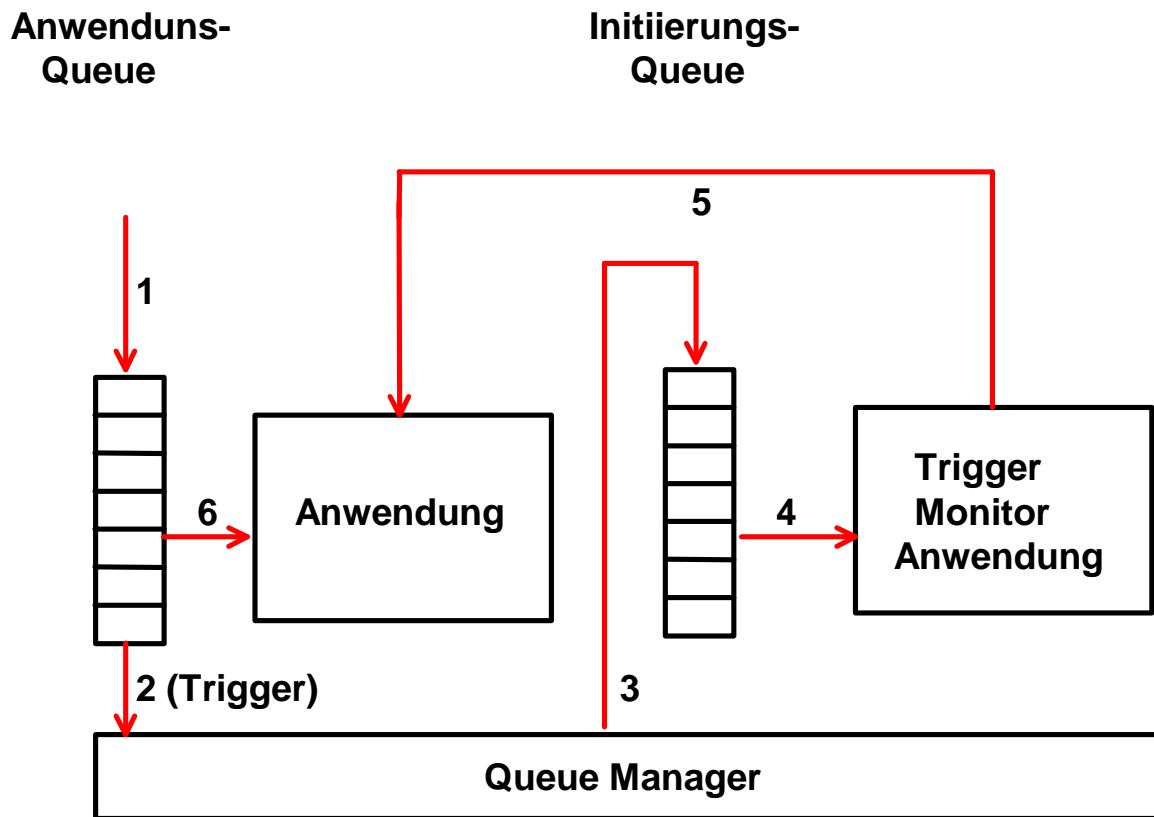 Anwenduns-
Queue
Initiierungs-
Queue
5
1
6
Anwendung
4
Trigger
Monitor
Anwendung
2 (Trigger)
3
Queue Manager